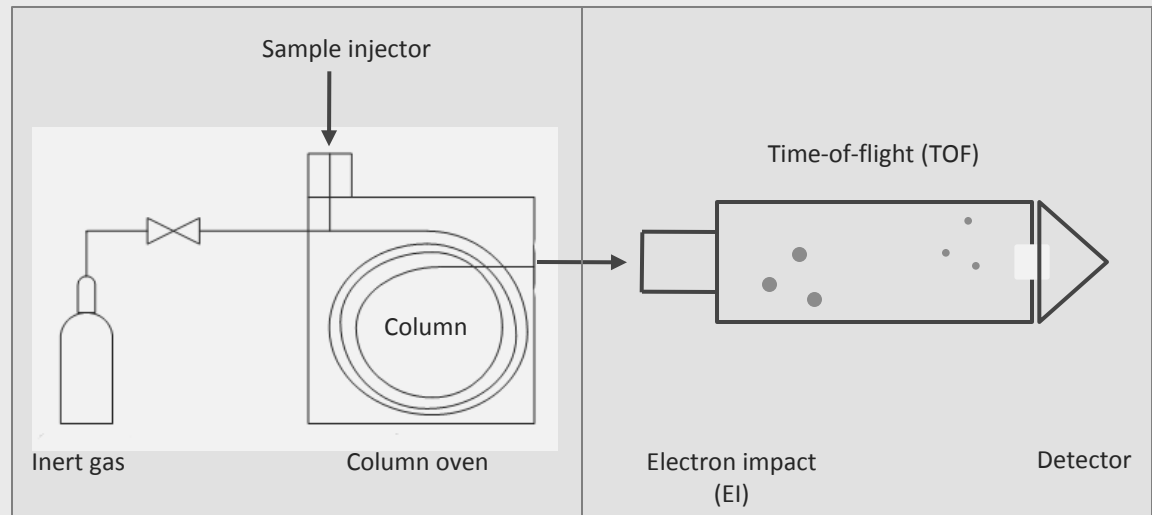 Sample injector
Column
Inert gas
Column oven
Time-of-flight (TOF)
Electron impact
(EI)
Detector